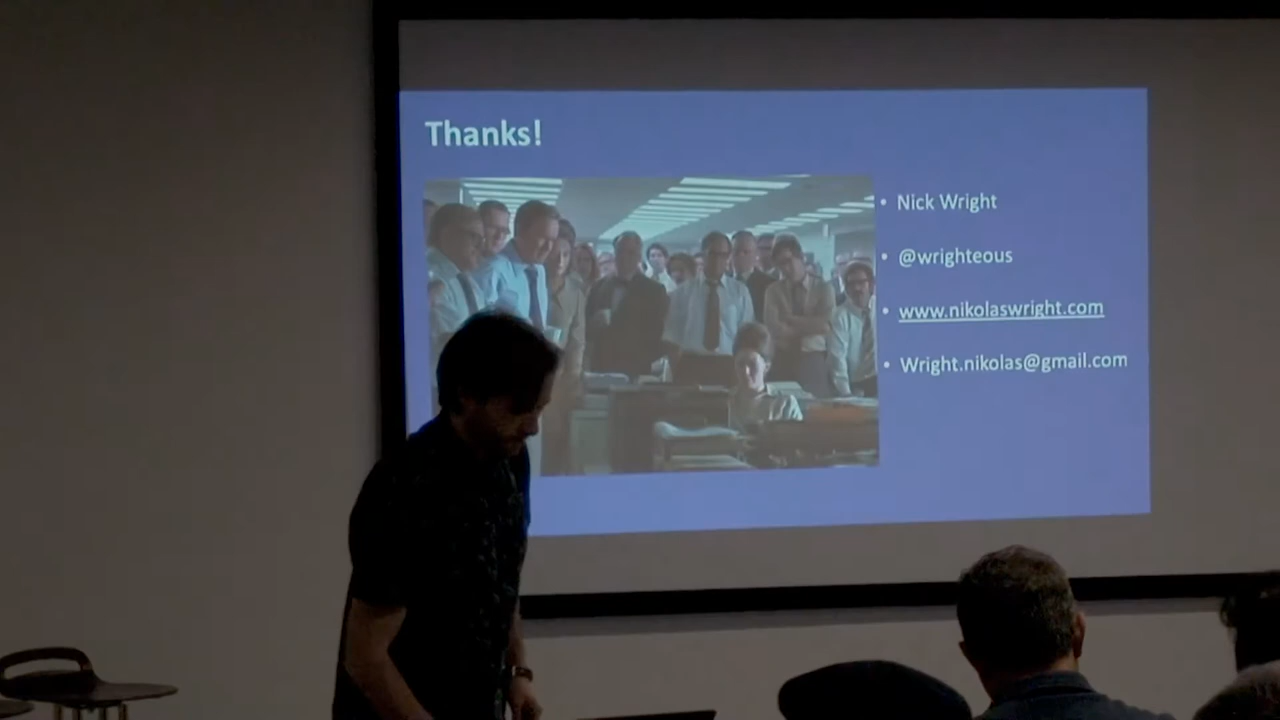 Thanks!
• Nick Wright
• @wrighteous
• www.nikolaswright.com
• Wright.nikolas@gmail.com